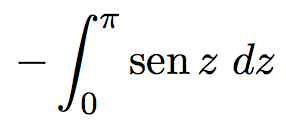 − ∫₀^π sen z dz